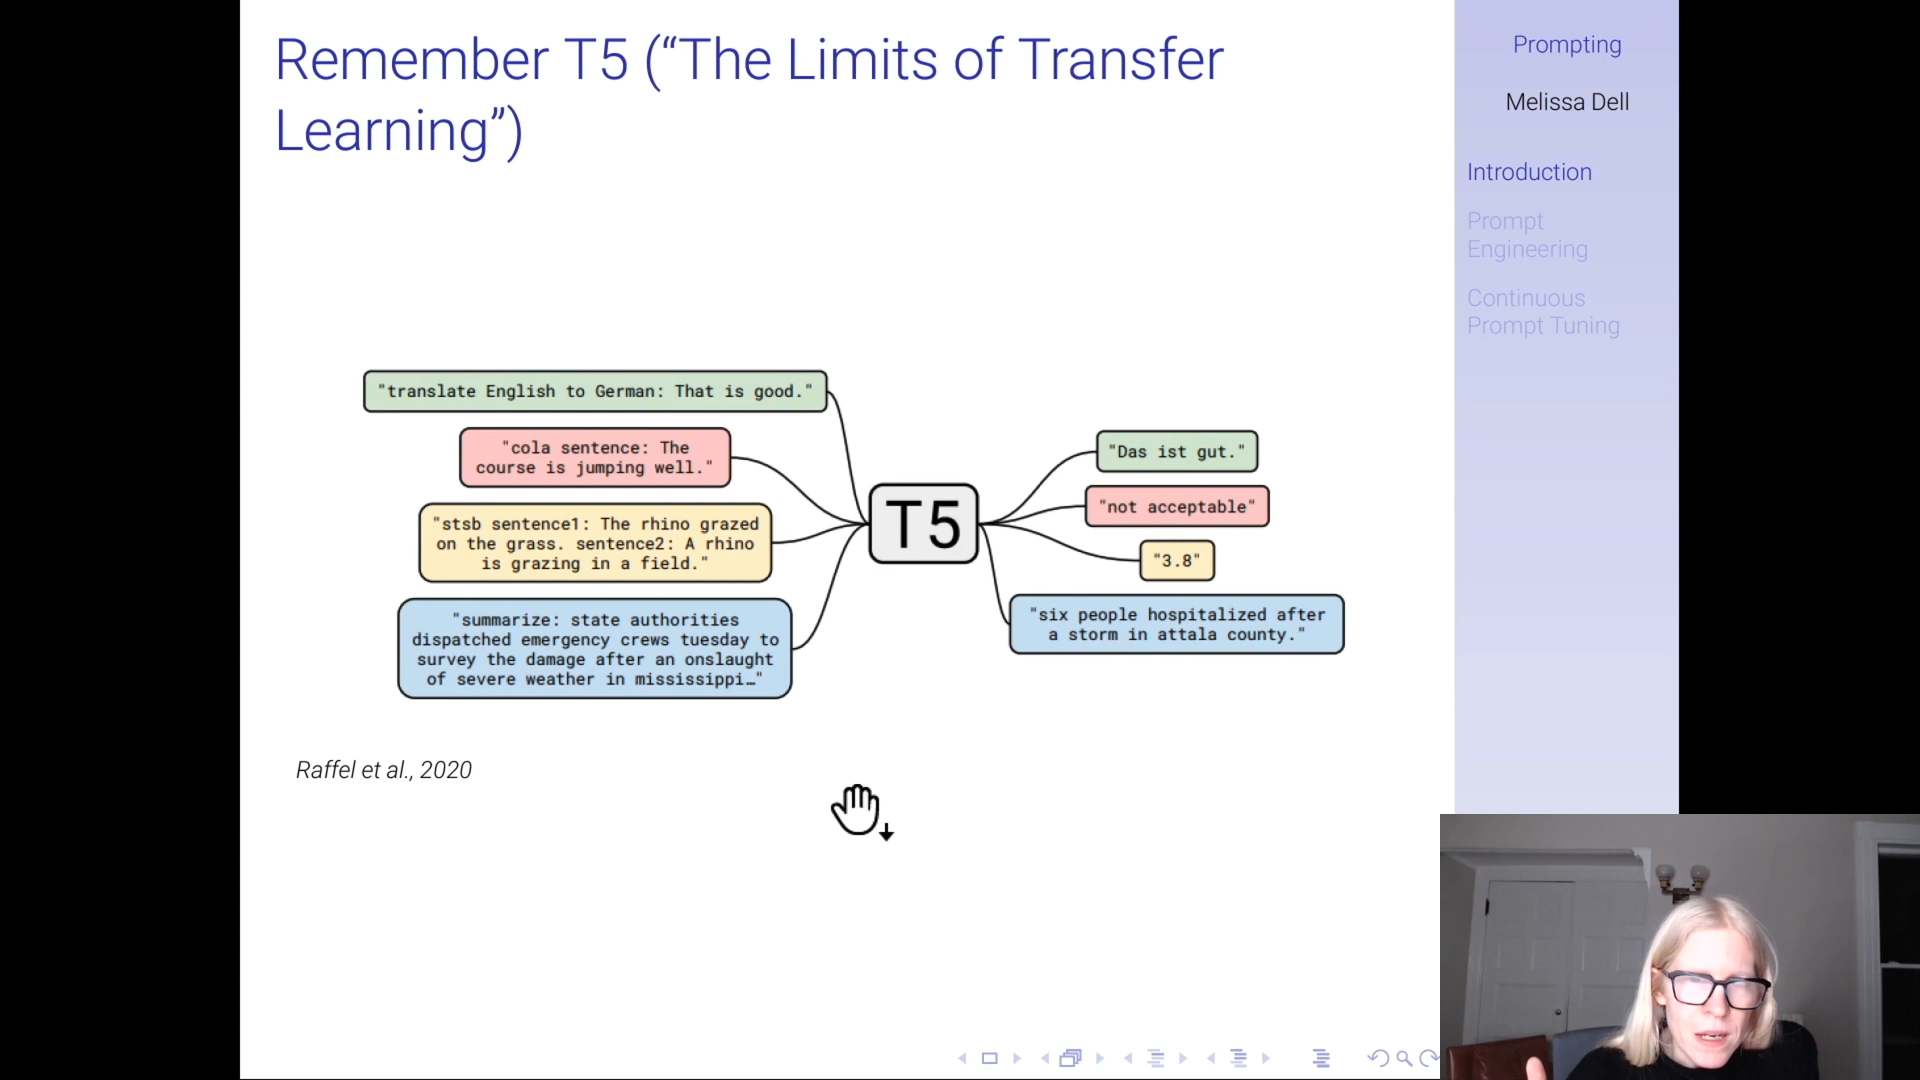 Remember T5 (“The Limits of Transfer
Learning”)
"translate English to German: That is good."
"cola sentence: The
course is jumping well."
"stsb sentence1: The rhino grazed
on the grass. sentence2: A rhino
is grazing in a field."
"summarize: state authorities
dispatched emergency crews tuesday to
survey the damage after an onslaught
of severe weather in mississippi…"
T5
"Das ist gut."
"not acceptable"
"3.8"
"six people hospitalized after
a storm in attala county."
Raffel et al., 2020
Prompting
Melissa Dell
Introduction
Prompt
Engineering
Continuous
Prompt Tuning